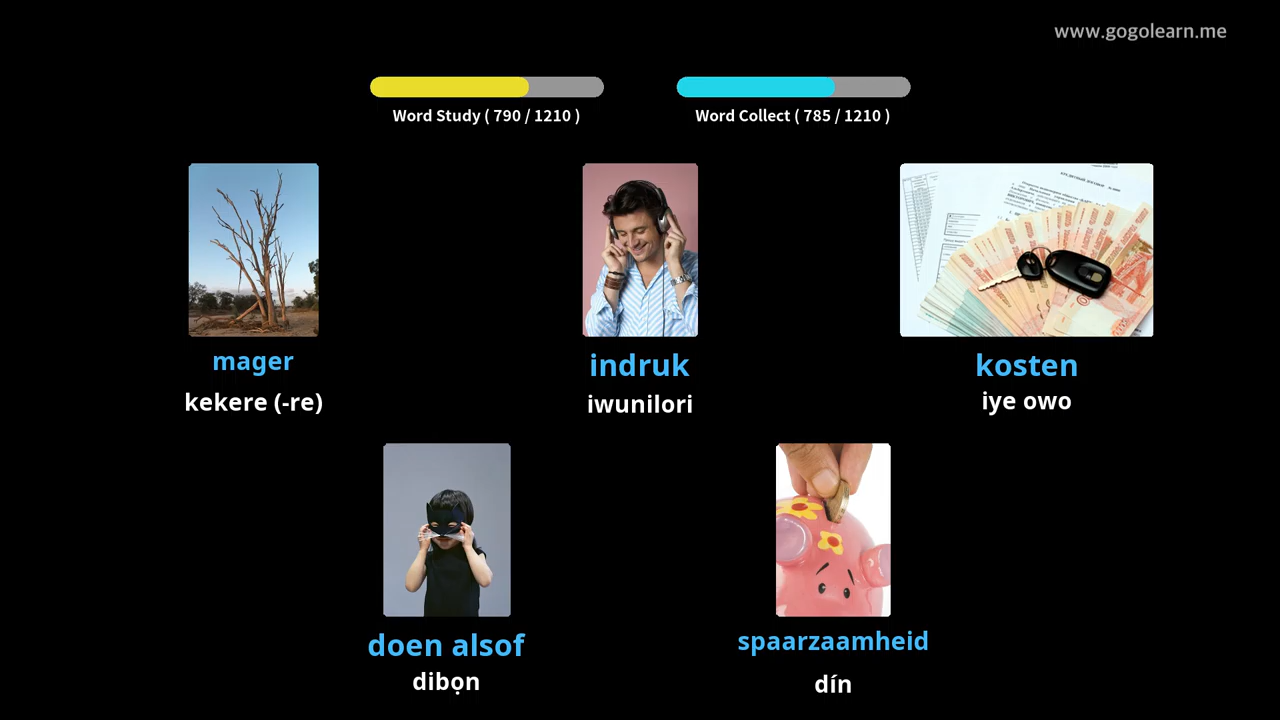 www.gogolearn.me
Word Study ( 790 / 1210 )
Word Collect ( 785 / 1210 )
mager
kekere (-re)
indruk
iwunilori
kosten
iye owo
doen alsof
dibọn
spaarzaamheid
dín